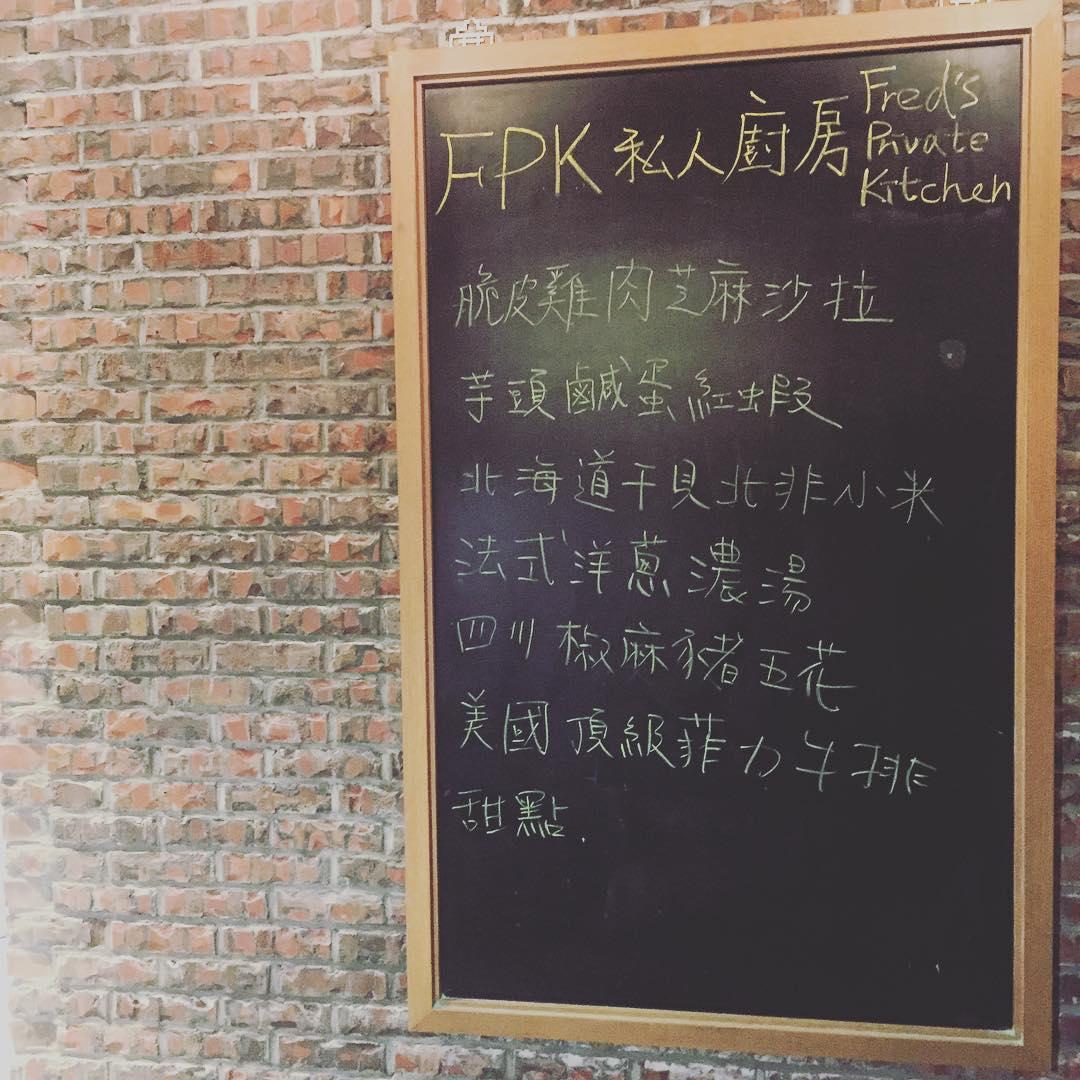 FPK 私人廚房 Fred's
Private
Kitchen
脆皮雞肉芝麻沙拉
芋頭鹹蛋紅蝦
北海道干貝北非小米
法式洋蔥濃湯
四川椒麻豬五花
美國頂級菲力牛排
甜點.